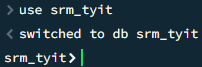 > use srm_tyit
< switched to db srm_tyit
srm_tyit>